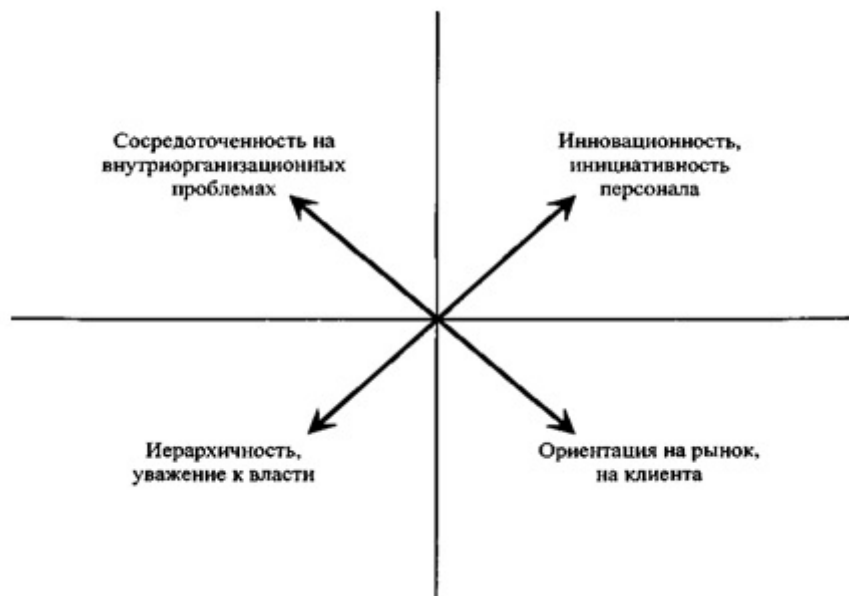 Сосредоточенность на
внутриорганизационных
проблемах
Инновационность,
инициативность
персонала
Иерархичность,
уважение к власти
Ориентация на рынок,
на клиента